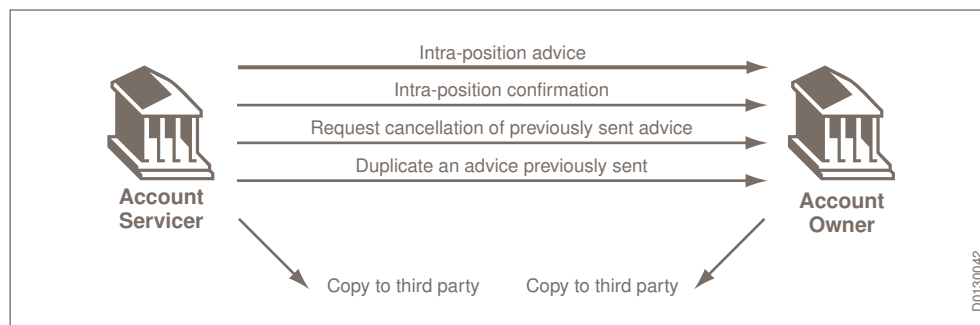 Intra-position advice
Intra-position confirmation
Request cancellation of previously sent advice
Duplicate an advice previously sent
Account
Servicer
Account
Owner
Copy to third party
Copy to third party
D0130042